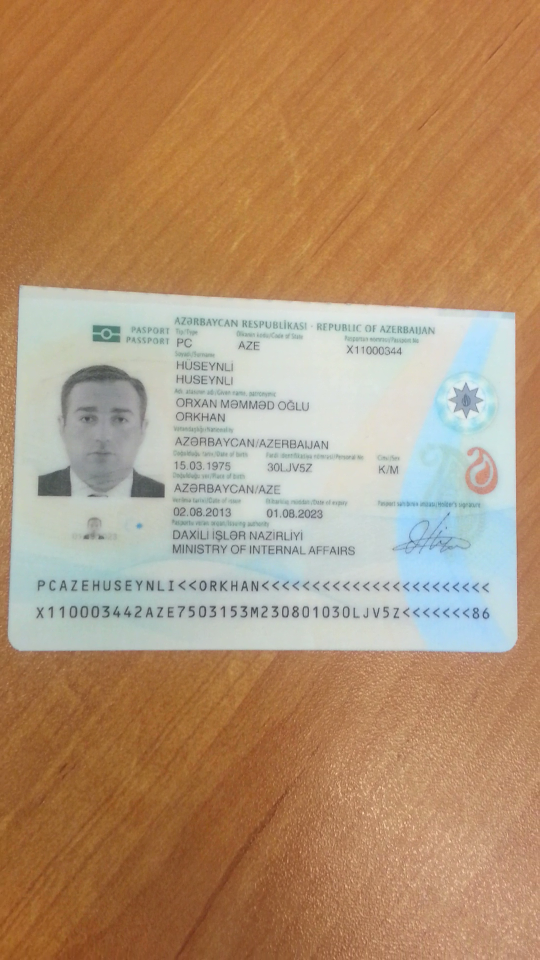 AZƏRBAYCAN RESPUBLİKASI - REPUBLIC OF AZERBAIJAN
PASPORT
PASSPORT
Tip/Type
Ölkənin kodu/Code of State
Pasportun nömrəsi/Passport No
PC
AZE
X11000344
Soyadı/Surname
HÜSEYNLİ
HUSEYNLI
Adı, atasının adı/Given name, patronymic
ORXAN MƏMMƏD OĞLU
ORKHAN
Vətəndaşlığı/Nationality
AZƏRBAYCAN/AZERBAIJAN
Doğulduğu tarix/Date of birth
Fərdi identifikasiya nömrəsi/Personal No
Cinsi/Sex
15.03.1975
30LJV5Z
K/M
Doğulduğu yer/Place of birth
AZƏRBAYCAN/AZE
Verilmə tarixi/Date of issue
Etibarlılıq müddəti/Date of expiry
Pasport sahibinin imzası/Holder's signature
02.08.2013
01.08.2023
Pasportu verən orqan/Issuing authority
DAXİLİ İŞLƏR NAZİRLİYİ
MINISTRY OF INTERNAL AFFAIRS
PCAZEHUSEYNLI<<ORKHAN<<<<<<<<<<<<<<<<<<<<<<<
X110003442AZE7503153M230801030LJV5Z<<<<<<<86